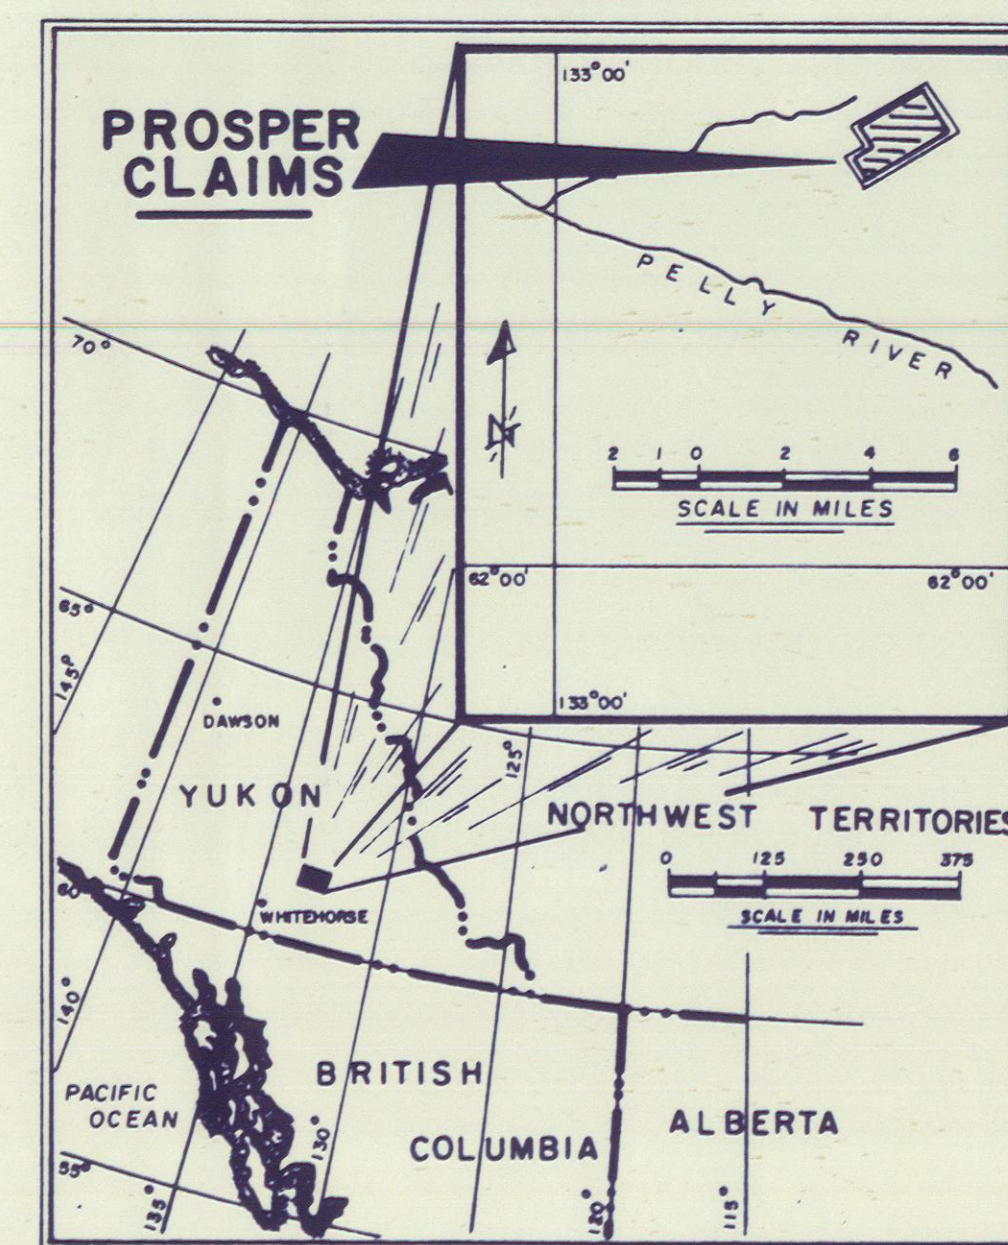 PROSPER
CLAIMS
133°00'
PELLY RIVER
2 1 0 2 4 6
SCALE IN MILES
62°00' 62°00'
133°00'
70°
65°
145°
DAWSON
YUKON
125°
NORTHWEST TERRITORIES
0 125 250 375
SCALE IN MILES
60°
WHITEHORSE
140°
BRITISH
COLUMBIA
PACIFIC
OCEAN
ALBERTA
55°
135°
130°
120°
115°